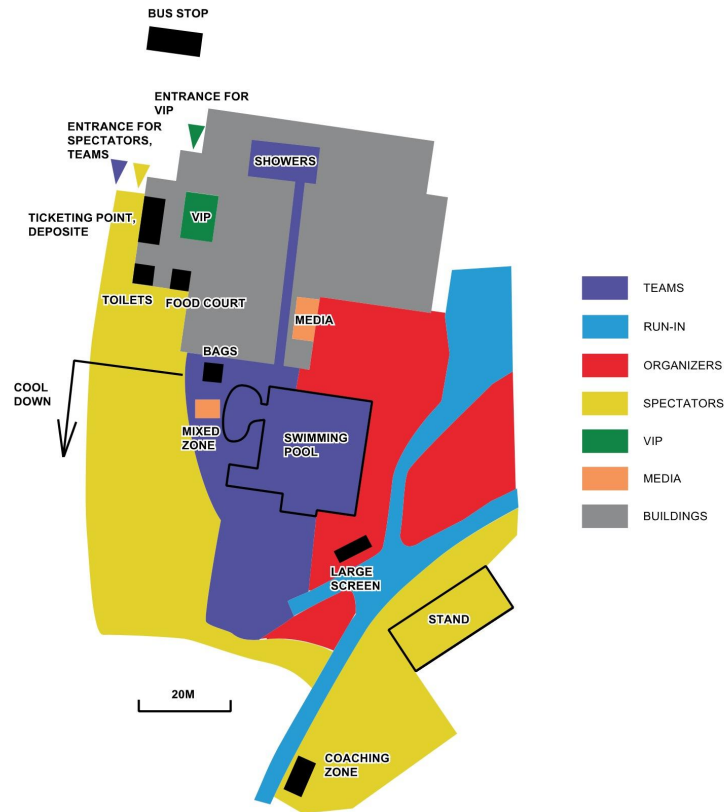 BUS STOP
ENTRANCE FOR
VIP
ENTRANCE FOR
SPECTATORS,
TEAMS
SHOWERS
TICKETING POINT,
DEPOSITE
VIP
TOILETS
FOOD COURT
MEDIA
BAGS
COOL
DOWN
MIXED
ZONE
SWIMMING
POOL
LARGE
SCREEN
STAND
20M
COACHING
ZONE
TEAMS
RUN-IN
ORGANIZERS
SPECTATORS
VIP
MEDIA
BUILDINGS